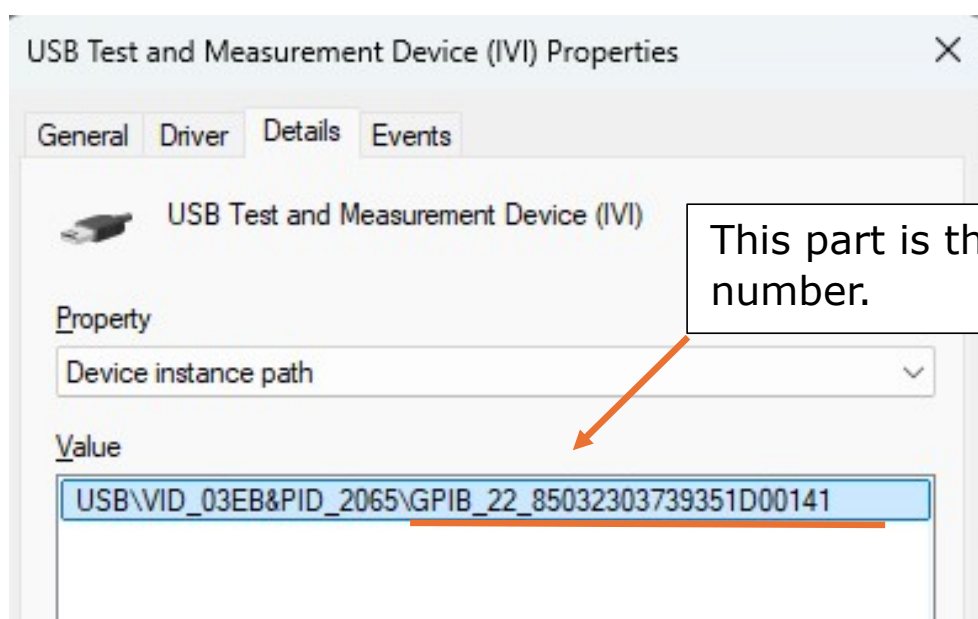 USB Test and Measurement Device (IVI) Properties
General Driver Details Events
USB Test and Measurement Device (IVI)
This part is
number.
Property
Device instance path
Value
USB\VID_03EB&PID_2065\GPIB_22_85032303739351D00141